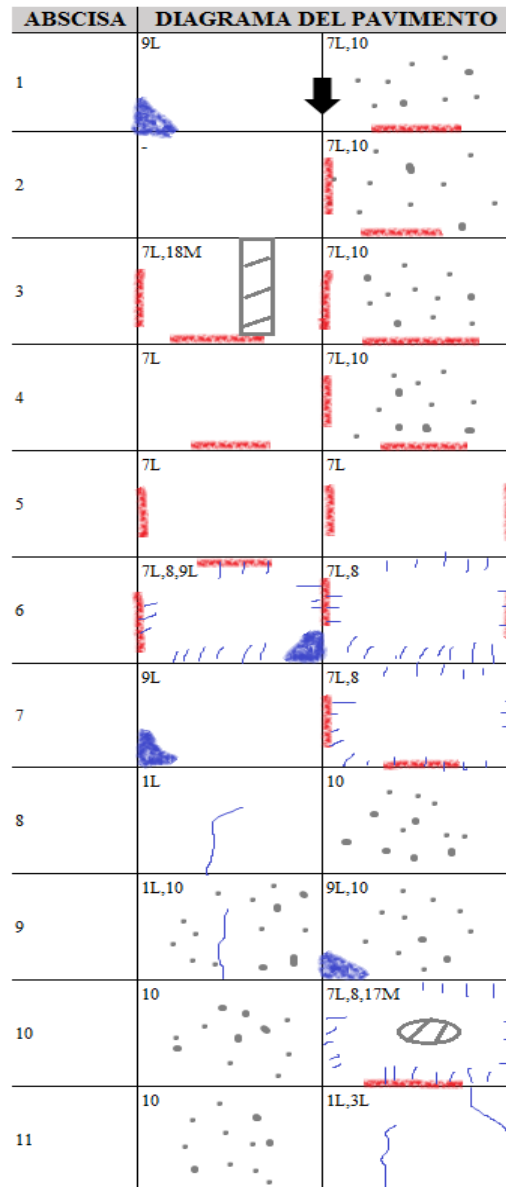 ABSCISA DIAGRAMA DEL PAVIMENTO
1 9L 7L,10
2 - 7L,10
3 7L,18M 7L,10
4 7L 7L,10
5 7L 7L
6 7L,8,9L 7L,8
7 9L 7L,8
8 1L 10
9 1L,10 9L,10
10 10 7L,8,17M
11 10 1L,3L